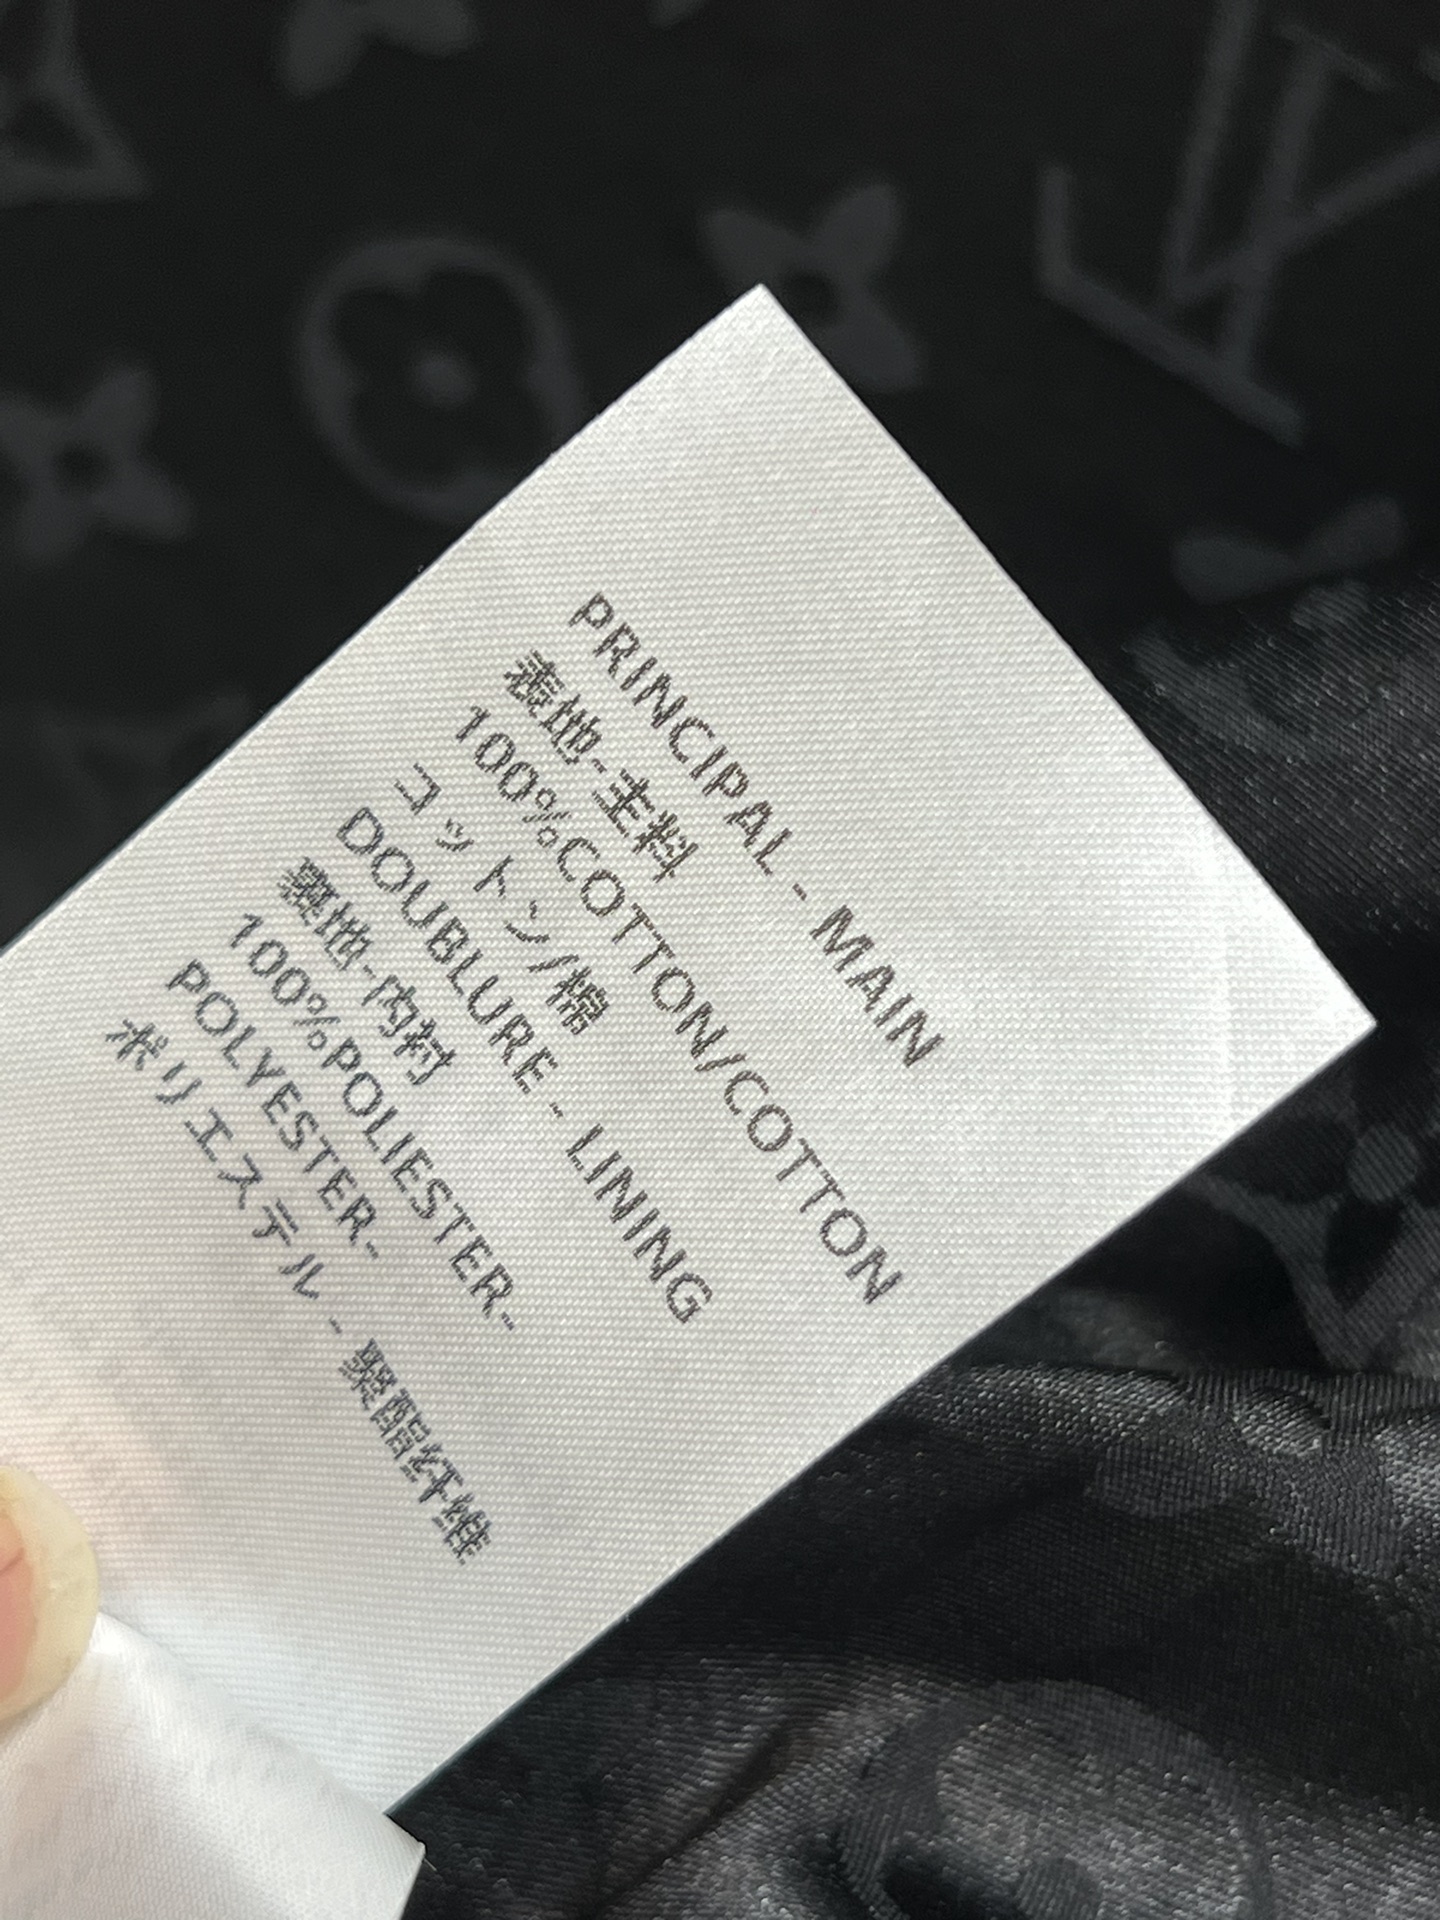 PRINCIPAL - MAIN
表地-主料
100%COTTON/COTTON
コットン/棉
DOUBLURE - LINING
裏地-内衬
100%POLIESTER-
POLYESTER-
ポリエステル - 聚酯纤维